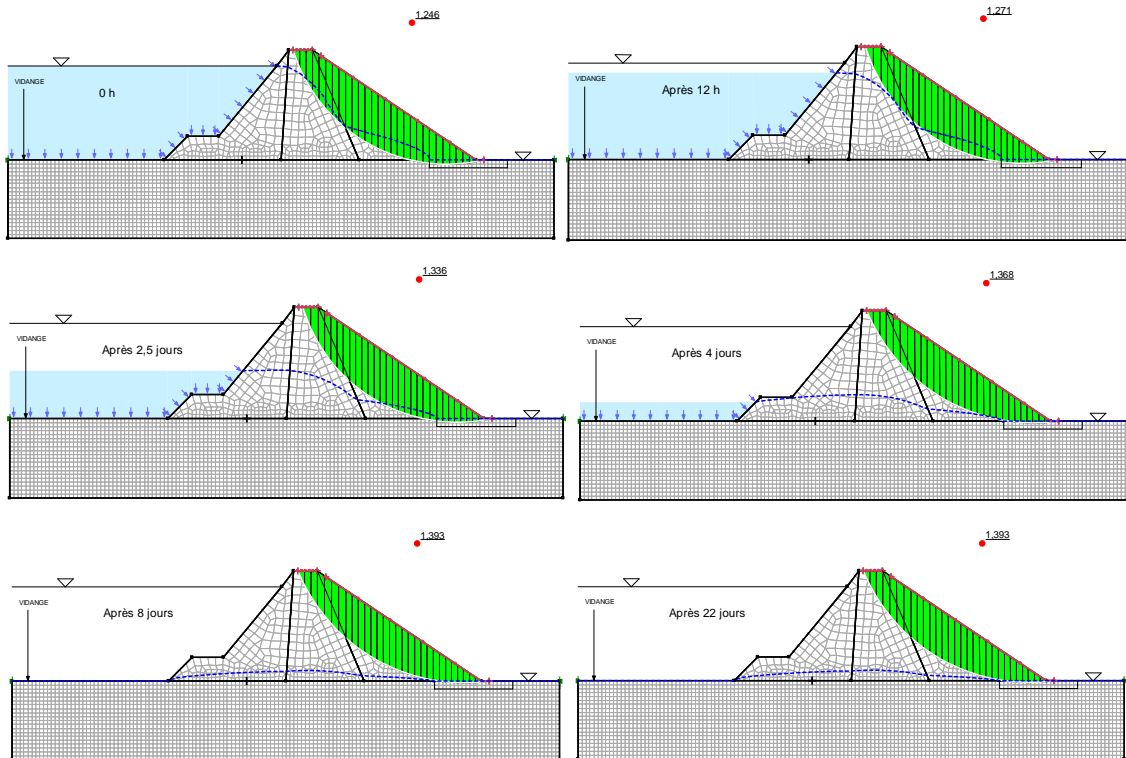 1,246
VIDANGE
0 h
1,271
VIDANGE
Après 12 h
1,336
VIDANGE
Après 2,5 jours
1,368
VIDANGE
Après 4 jours
1,393
VIDANGE
Après 8 jours
1,393
VIDANGE
Après 22 jours